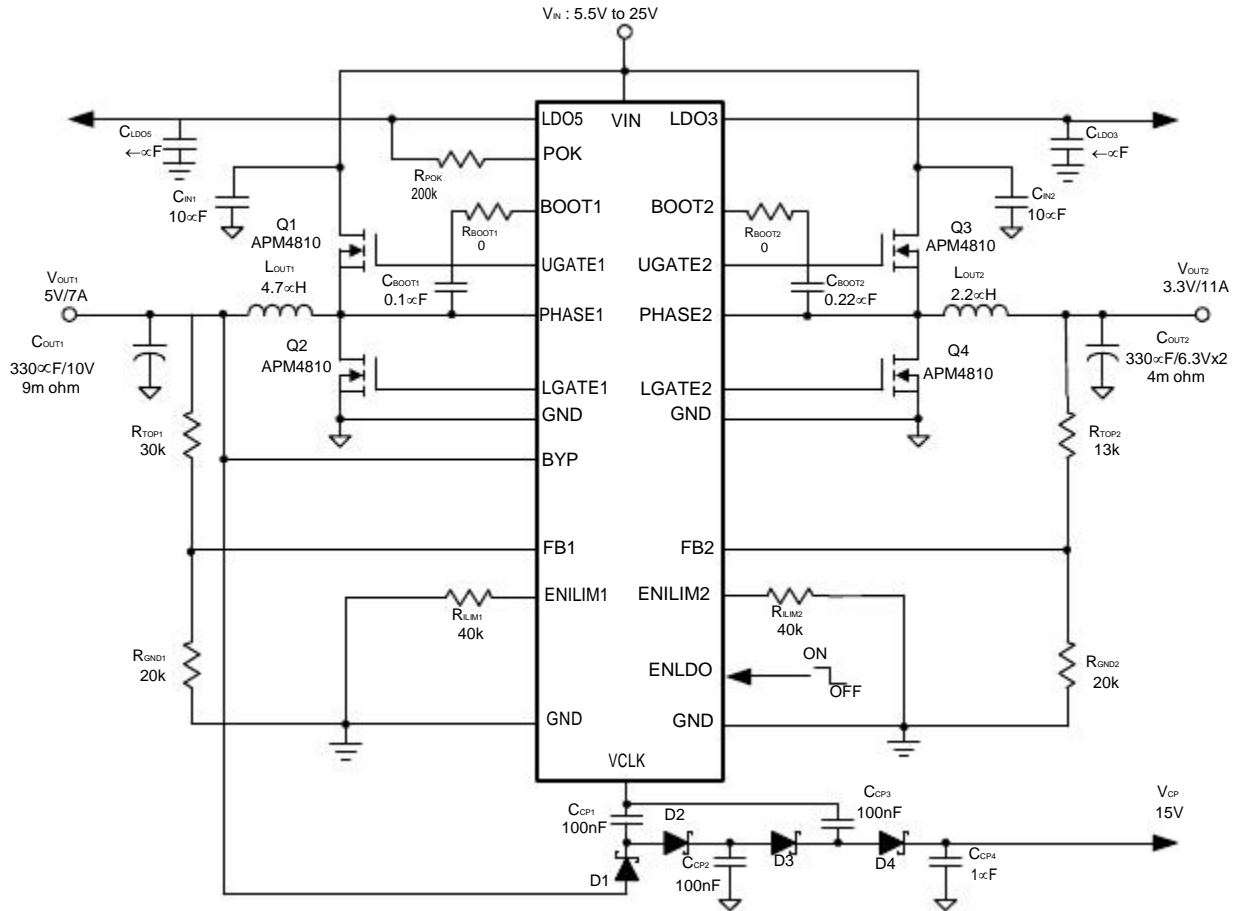 VIN : 5.5V to 25V
LDO5
VIN
LDO3
CLDO5
←∝F
CLDO3
←∝F
POK
RPOK
200k
CIN1
10∝F
CIN2
10∝F
BOOT1
BOOT2
RBOOT1
0
RBOOT2
0
Q1
APM4810
Q3
APM4810
UGATE1
UGATE2
LOUT1
4.7∝H
CBOOT1
0.1∝F
CBOOT2
0.22∝F
LOUT2
2.2∝H
VOUT1
5V/7A
VOUT2
3.3V/11A
PHASE1
PHASE2
COUT1
330∝F/10V
9m ohm
Q2
APM4810
Q4
APM4810
COUT2
330∝F/6.3Vx2
4m ohm
LGATE1
LGATE2
GND
GND
RTOP1
30k
RTOP2
13k
BYP
FB1
FB2
ENILIM1
ENILIM2
RILIM1
40k
RILIM2
40k
RGND1
20k
RGND2
20k
ENLDO
ON
OFF
GND
GND
VCLK
CCP1
100nF
D2
CCP3
100nF
VCP
15V
D1
CCP2
100nF
D3
D4
CCP4
1∝F